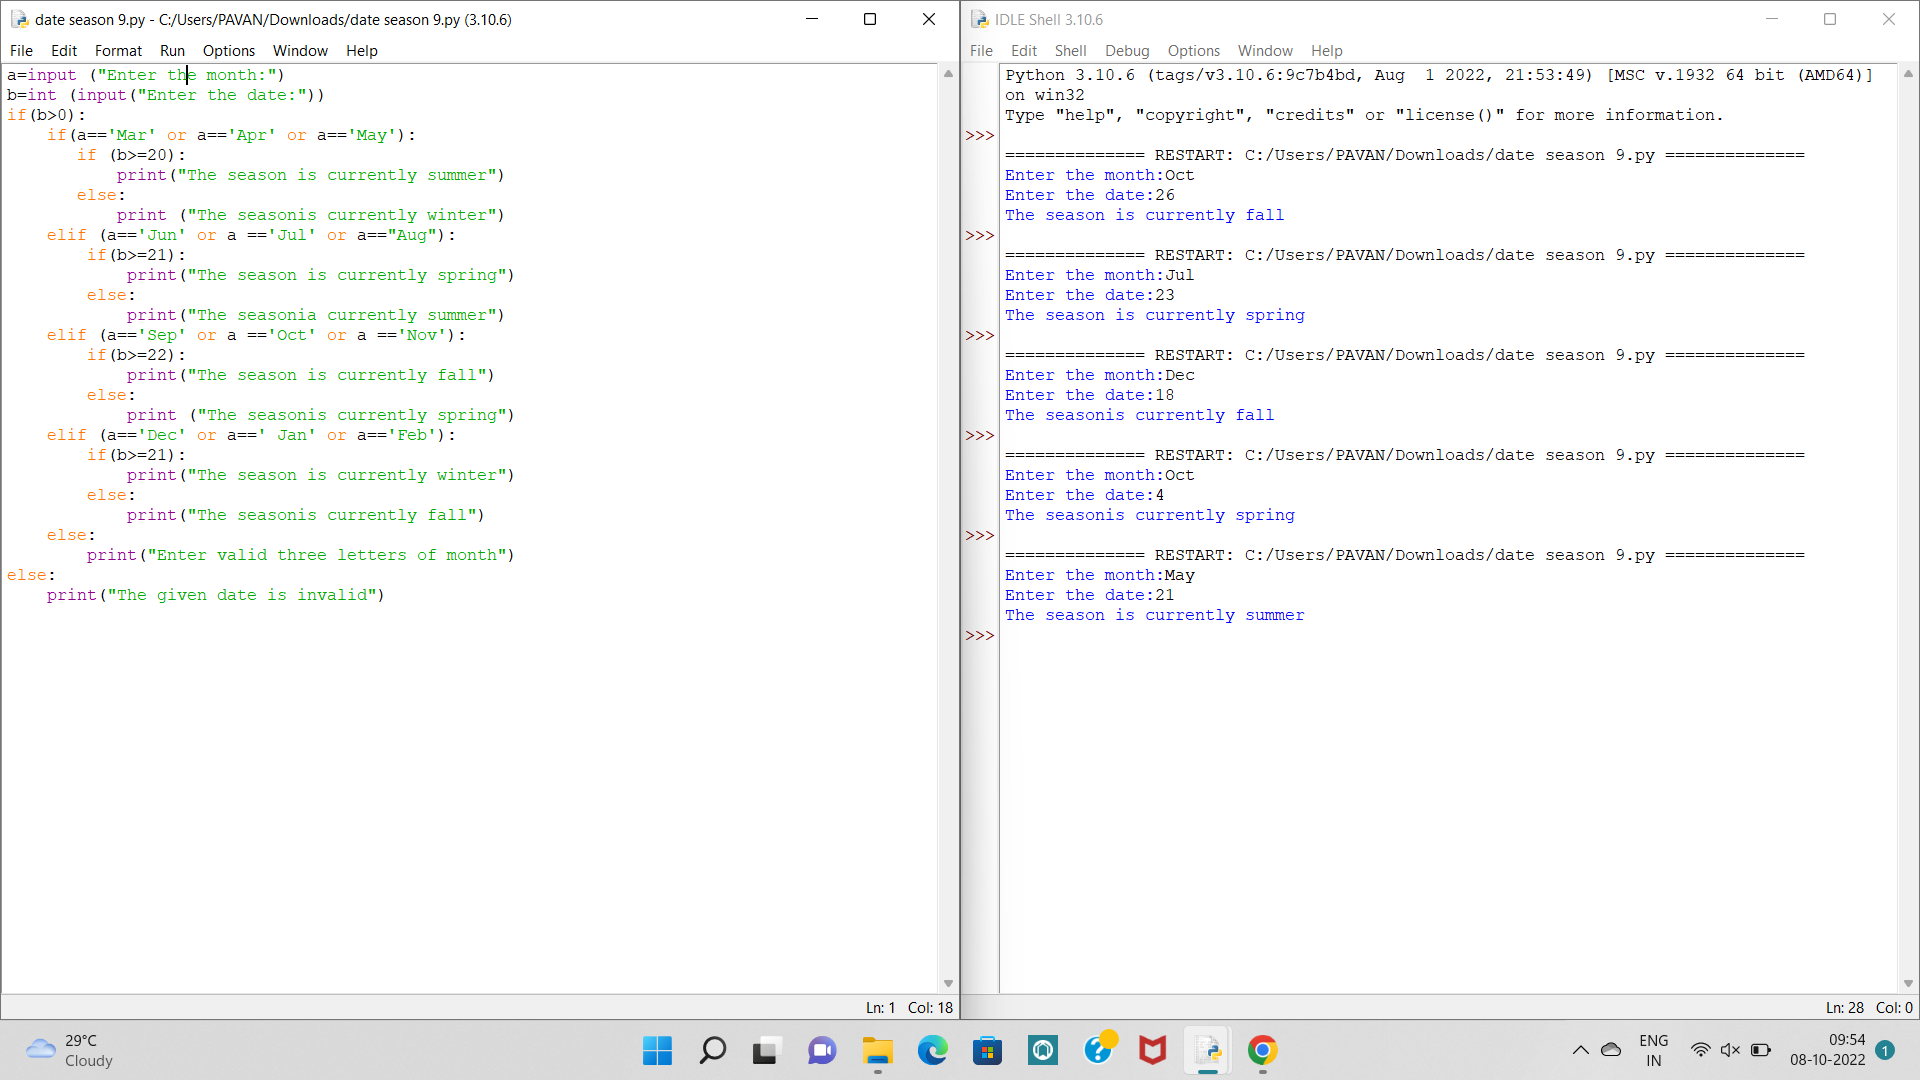 date season 9.py - C:/Users/PAVAN/Downloads/date season 9.py (3.10.6)
File Edit Format Run Options Window Help
a=input ("Enter the month:")
b=int (input("Enter the date:"))
if(b>0):
    if(a=='Mar' or a=='Apr' or a=='May'):
       if (b>=20):
           print("The season is currently summer")
       else:
           print ("The seasonis currently winter")
    elif (a=='Jun' or a =='Jul' or a=="Aug"):
        if(b>=21):
            print("The season is currently spring")
        else:
            print("The seasonia currently summer")
    elif (a=='Sep' or a =='Oct' or a =='Nov'):
        if(b>=22):
            print("The season is currently fall")
        else:
            print ("The seasonis currently spring")
    elif (a=='Dec' or a==' Jan' or a=='Feb'):
        if(b>=21):
            print("The season is currently winter")
        else:
            print("The seasonis currently fall")
    else:
        print("Enter valid three letters of month")
else:
    print("The given date is invalid")
Ln: 1 Col: 18
IDLE Shell 3.10.6
File Edit Shell Debug Options Window Help
Python 3.10.6 (tags/v3.10.6:9c7b4bd, Aug  1 2022, 21:53:49) [MSC v.1932 64 bit (AMD64)]
on win32
Type "help", "copyright", "credits" or "license()" for more information.
>>>
============== RESTART: C:/Users/PAVAN/Downloads/date season 9.py ==============
Enter the month:Oct
Enter the date:26
The season is currently fall
>>>
============== RESTART: C:/Users/PAVAN/Downloads/date season 9.py ==============
Enter the month:Jul
Enter the date:23
The season is currently spring
>>>
============== RESTART: C:/Users/PAVAN/Downloads/date season 9.py ==============
Enter the month:Dec
Enter the date:18
The seasonis currently fall
>>>
============== RESTART: C:/Users/PAVAN/Downloads/date season 9.py ==============
Enter the month:Oct
Enter the date:4
The seasonis currently spring
>>>
============== RESTART: C:/Users/PAVAN/Downloads/date season 9.py ==============
Enter the month:May
Enter the date:21
The season is currently summer
>>>
Ln: 28 Col: 0
29°C
Cloudy
ENG
IN
09:54
08-10-2022
1